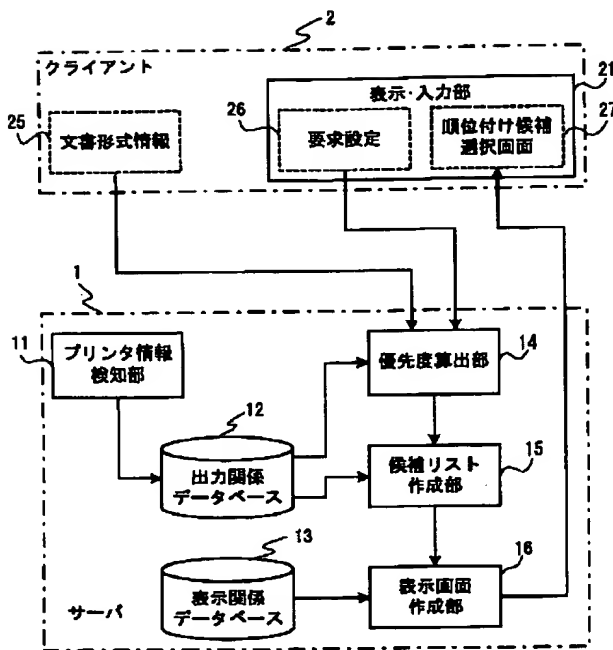 2
クライアント
21
表示・入力部
25
文書形式情報
26
要求設定
27
順位付け候補
選択画面
1
11
プリンタ情報
検知部
優先度算出部
14
12
出力関係
データベース
候補リスト
作成部
15
13
表示関係
データベース
16
表示画面
作成部
サーバ